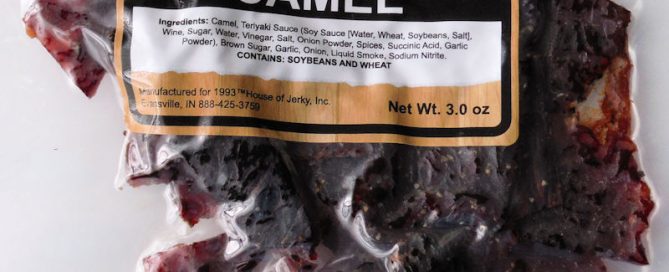 CAMEL
Ingredients: Camel, Teriyaki Sauce (Soy Sauce [Water, Wheat, Soybeans, Salt],
Wine, Sugar, Water, Vinegar, Salt, Onion Powder, Spices, Succinic Acid, Garlic
Powder), Brown Sugar, Garlic, Onion, Liquid Smoke, Sodium Nitrite.
CONTAINS: SOYBEANS AND WHEAT
Manufactured for 1993™House of Jerky, Inc.
Evansville, IN 888-425-3759
Net Wt. 3.0 oz